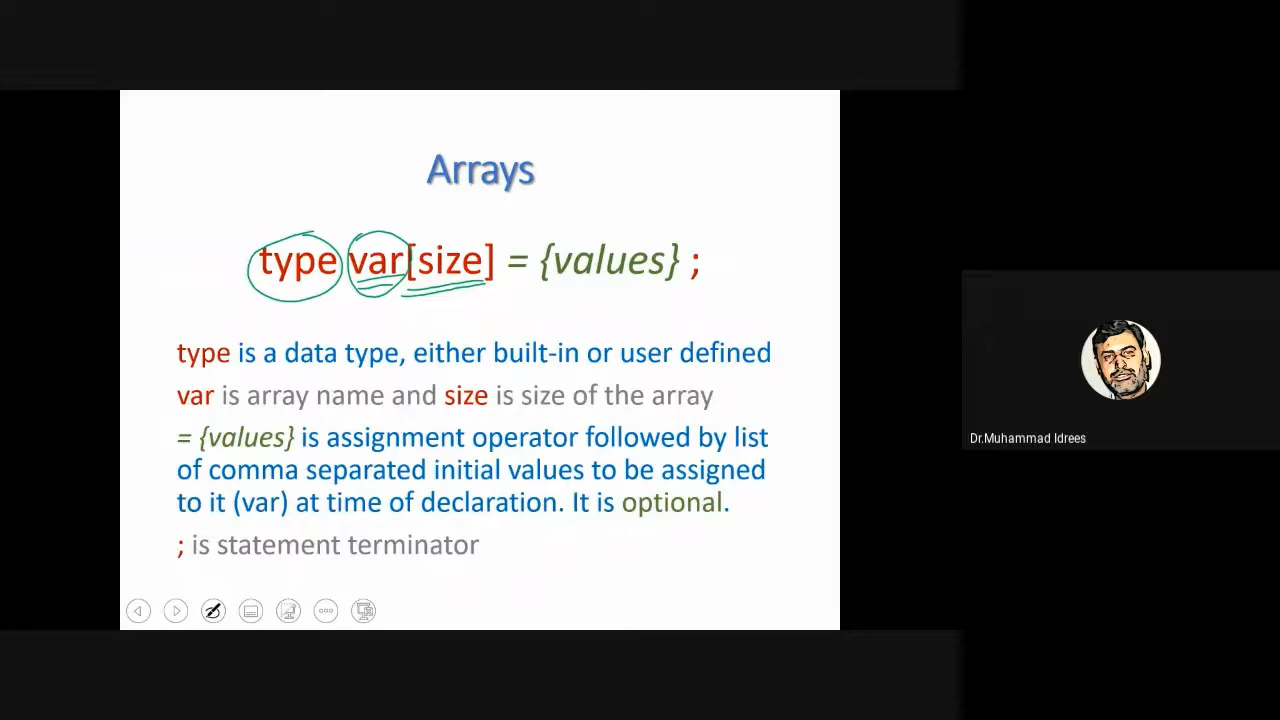 Arrays
type var[size] = {values} ;
type is a data type, either built-in or user defined
var is array name and size is size of the array
= {values} is assignment operator followed by list
of comma separated initial values to be assigned
to it (var) at time of declaration. It is optional.
; is statement terminator
Dr.Muhammad Idrees